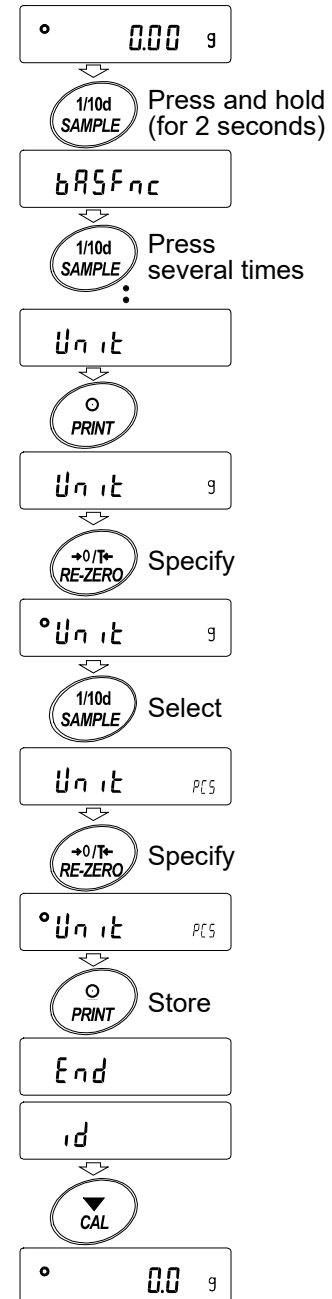 0.00 g
1/10d
SAMPLE
Press and hold
(for 2 seconds)
bASFnc
1/10d
SAMPLE
Press
several times
Unit
PRINT
Unit g
→0/T←
RE-ZERO
Specify
Unit g
1/10d
SAMPLE
Select
Unit PCS
→0/T←
RE-ZERO
Specify
Unit PCS
PRINT
Store
End
id
CAL
0.0 g